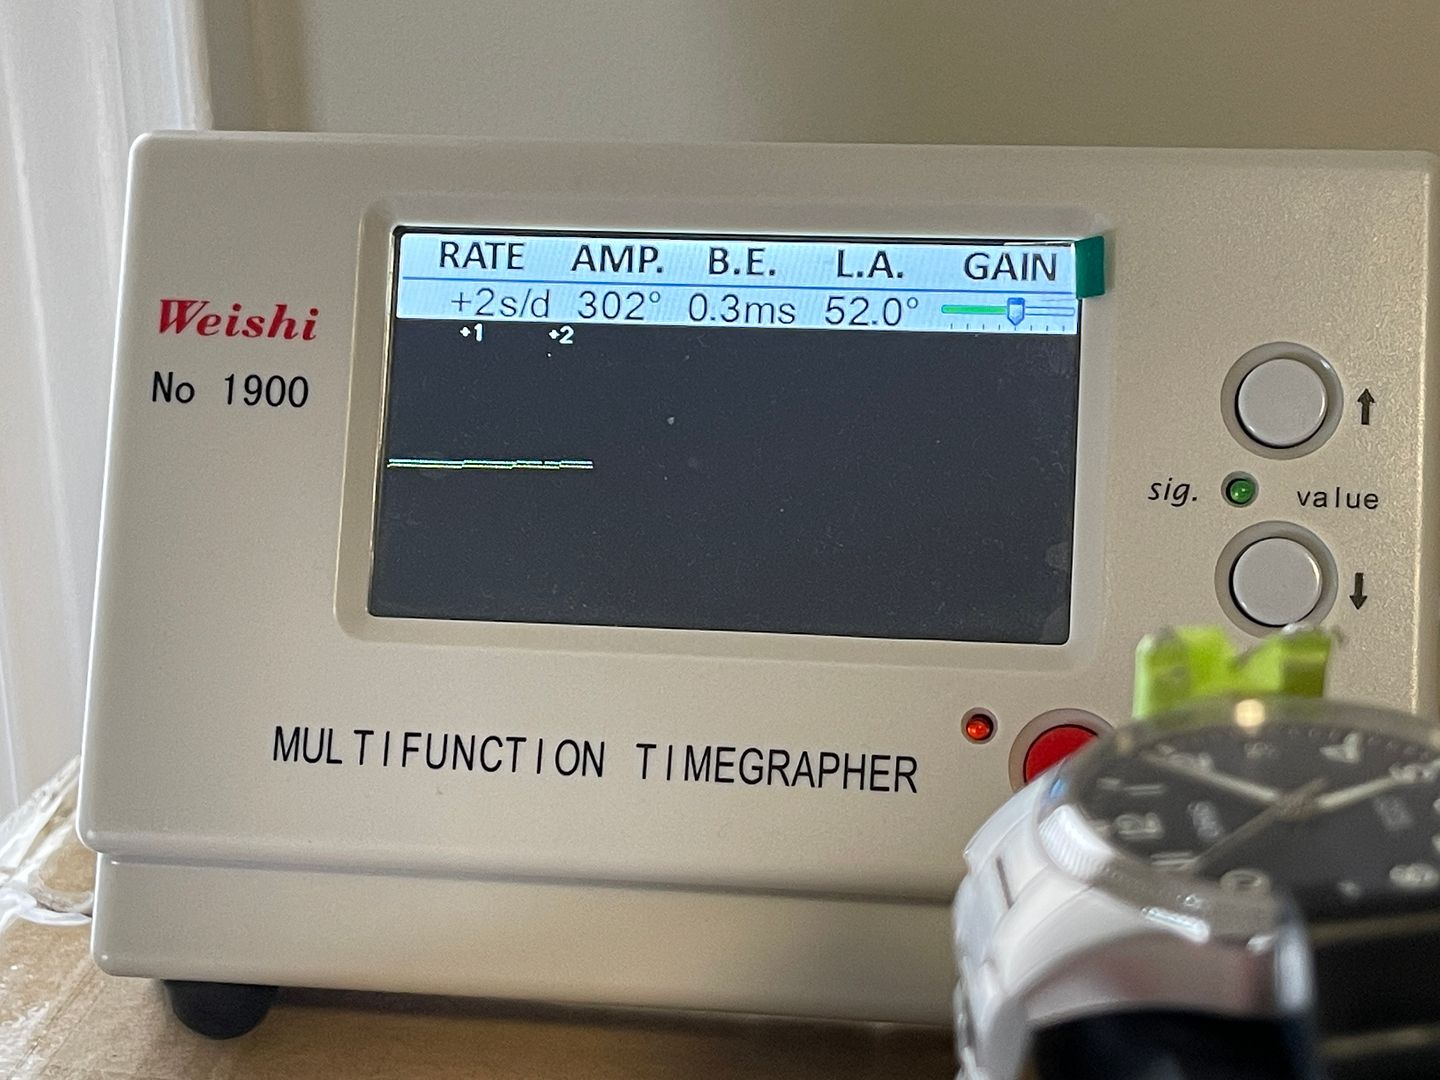 RATE AMP. B.E. L.A. GAIN
+2s/d 302° 0.3ms 52.0°
+1 +2
Weishi
No 1900
↑
sig. value
↓
MULTIFUNCTION TIMEGRAPHER